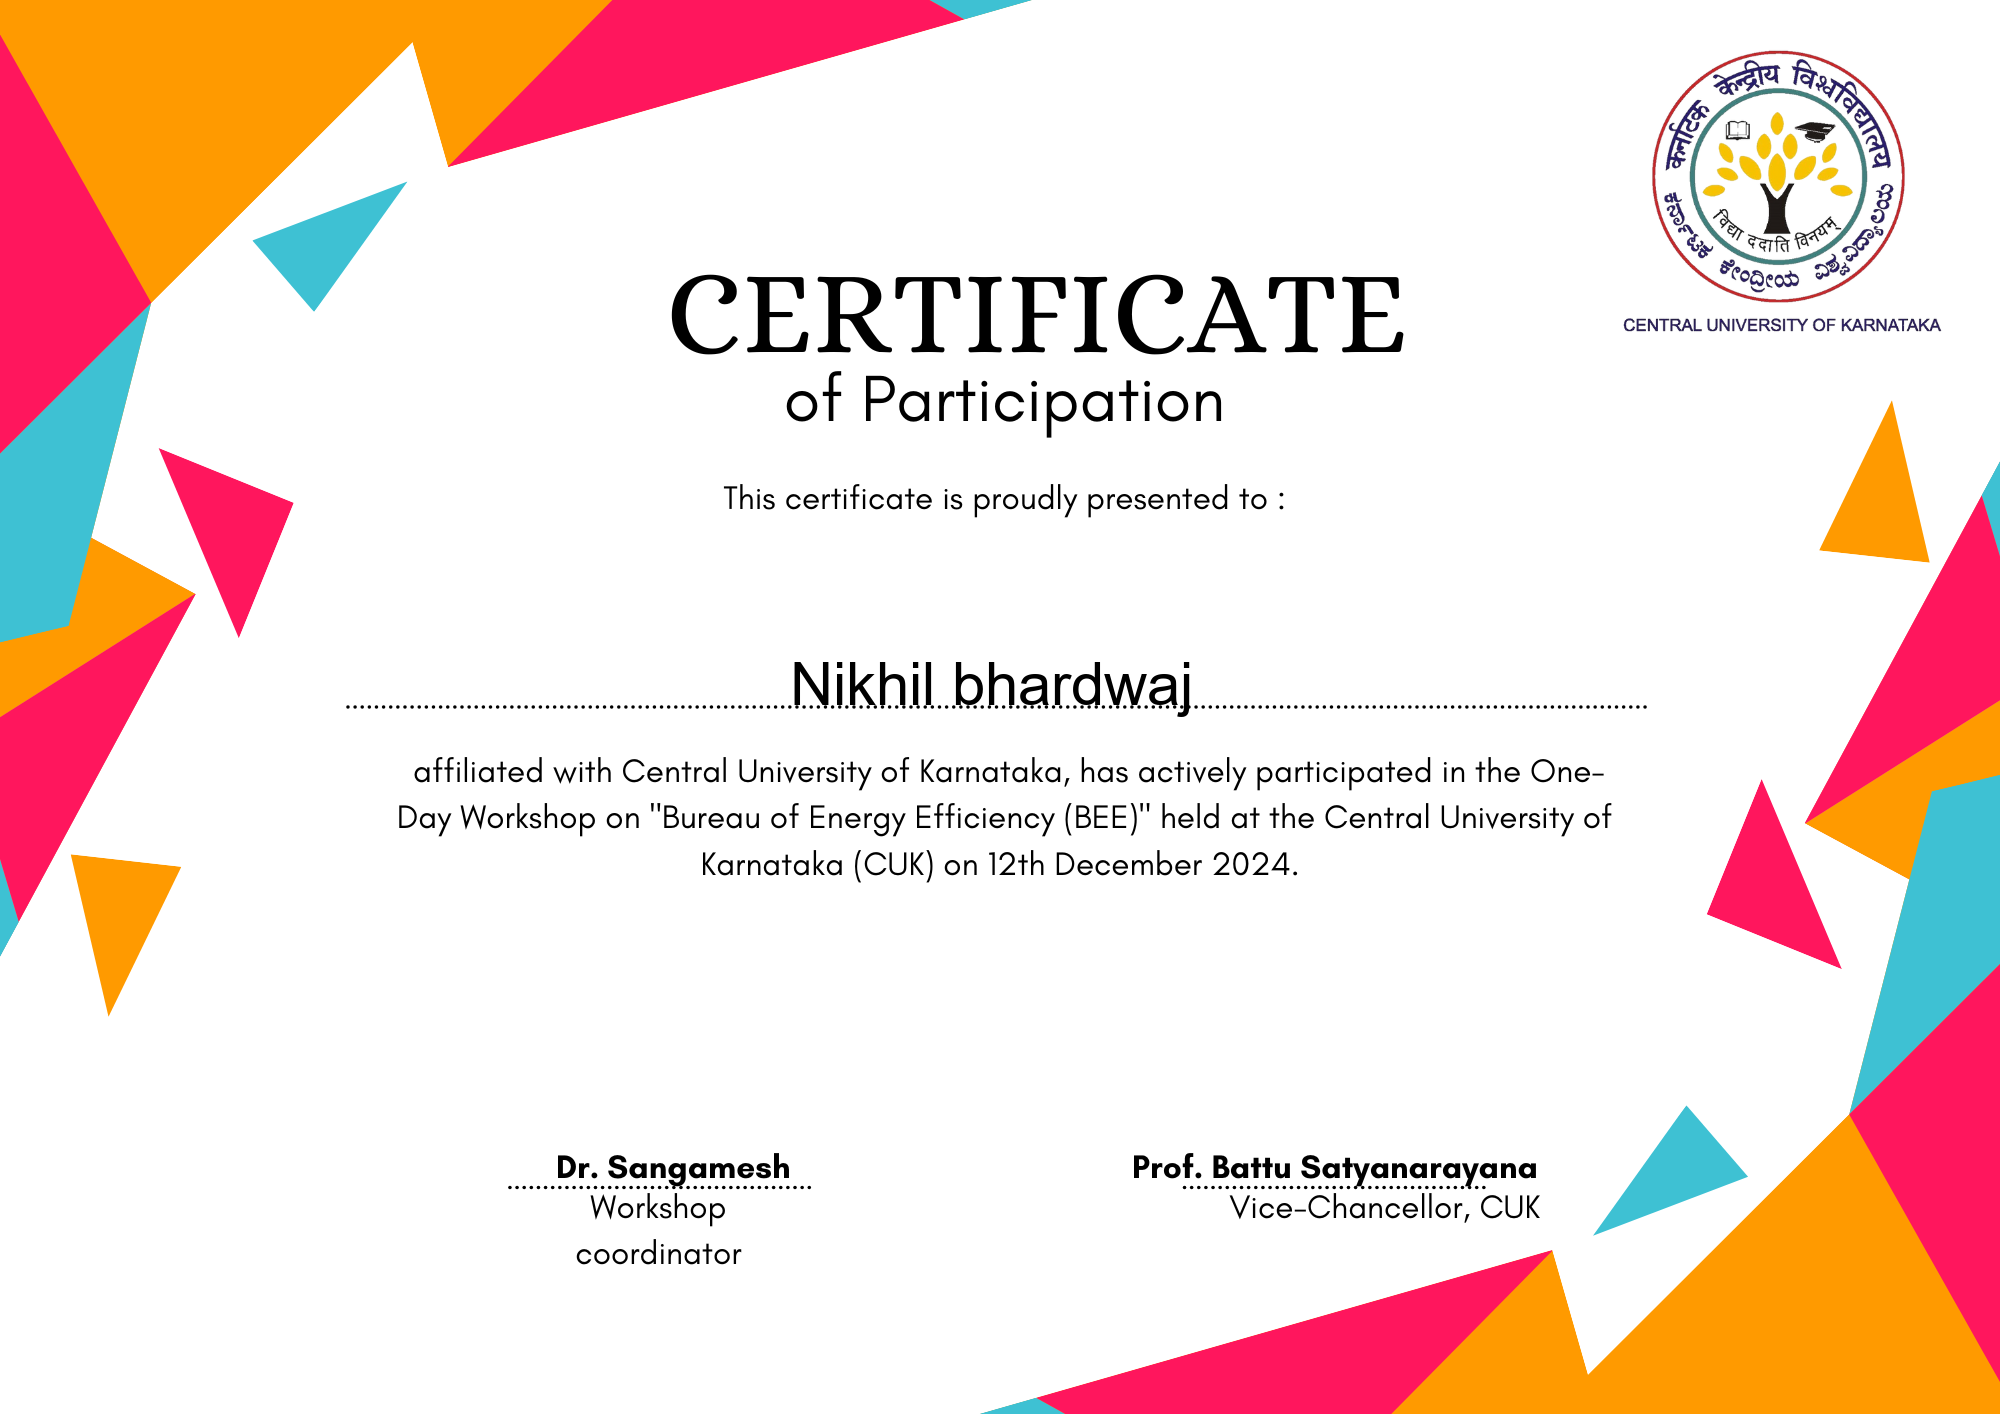 कर्नाटक केन्द्रीय विश्वविद्यालय
विद्या ददाति विनयम्
ಕರ್ನಾಟಕ ಕೇಂದ್ರೀಯ ವಿಶ್ವವಿದ್ಯಾಲಯ
CENTRAL UNIVERSITY OF KARNATAKA
CERTIFICATE
of Participation
This certificate is proudly presented to :
Nikhil bhardwaj
affiliated with Central University of Karnataka, has actively participated in the One-
Day Workshop on "Bureau of Energy Efficiency (BEE)" held at the Central University of
Karnataka (CUK) on 12th December 2024.
Dr. Sangamesh
Workshop
coordinator
Prof. Battu Satyanarayana
Vice-Chancellor, CUK